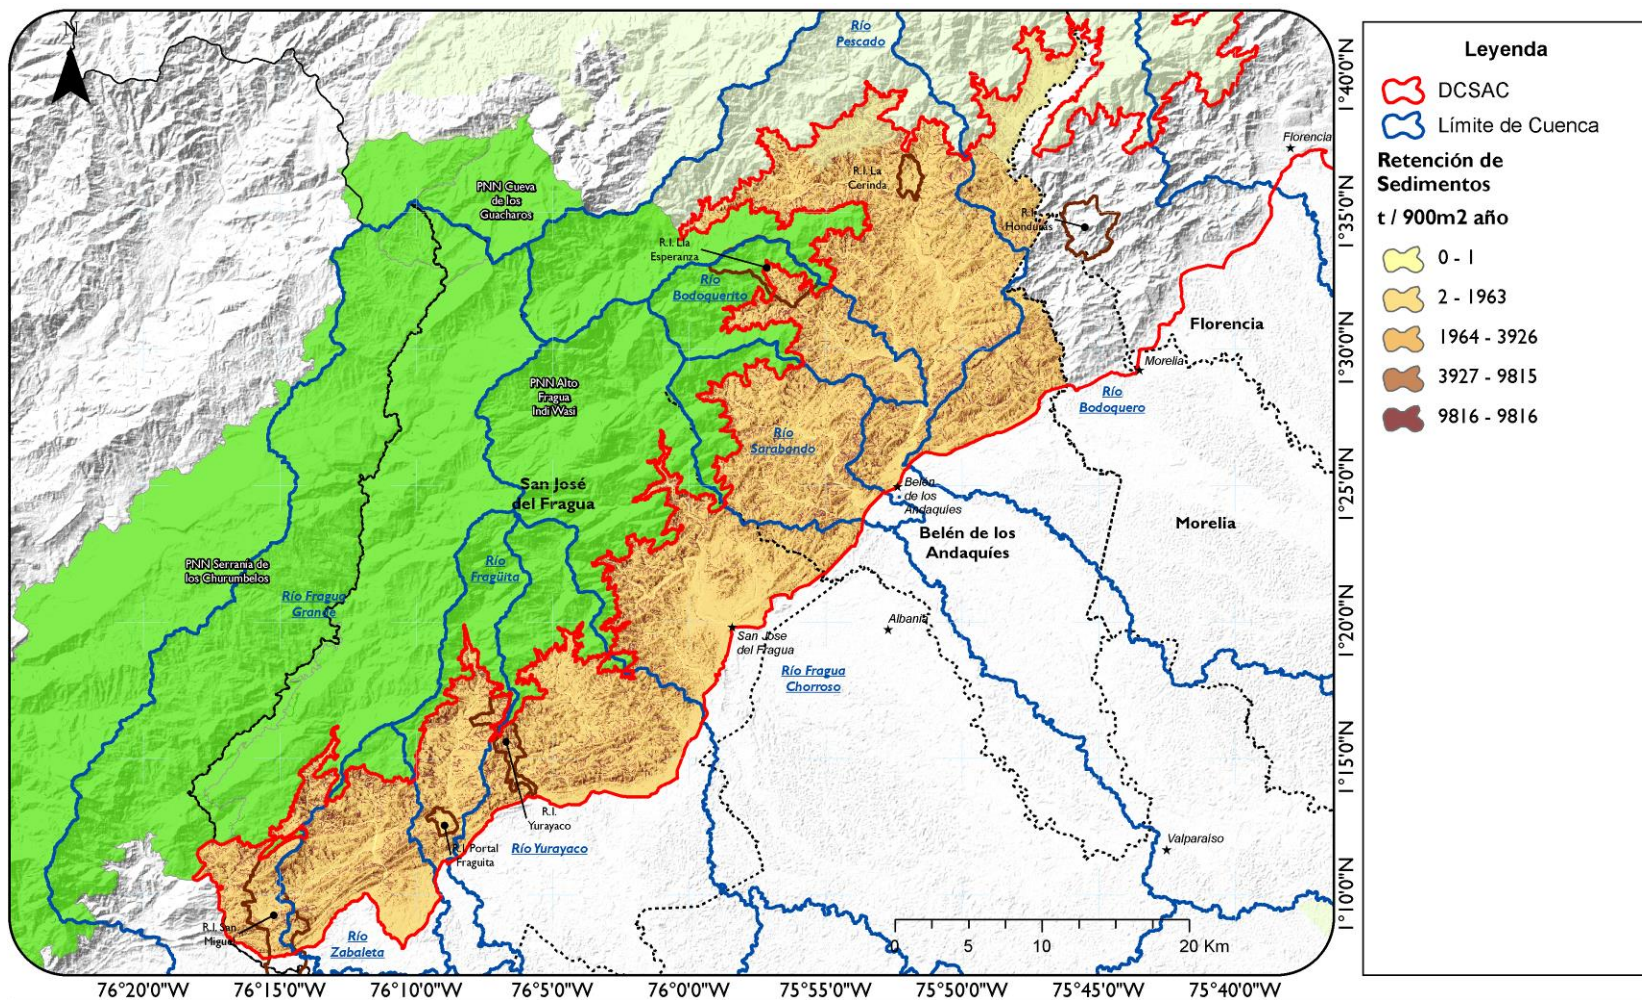 N
Río
Pescado
Florencia
R.I. La
Cerinda
PNN Cueva
de los
Guacharos
R.I.
Honduras
R.I. Lla
Esperanza
Río
Bodoquerito
Florencia
Morelia
PNN Alto
Fragua
Indi Wasi
Río
Bodoquero
Río
Sarabando
San José
del Fragua
Belén
de los
Andaquíes
Belén de los
Andaquíes
Morelia
PNN Serranía de
los Churumbelos
Río
Fragüita
Río Fragua
Grande
Albania
San Jose
del Fragua
Río Fragua
Chorroso
R.I.
Yurayaco
R.I. Portal
Fraguita
Río Yurayaco
Valparaiso
R.I. San
Miguel
Río
Zabaleta
0 5 10 20 Km
76°20'0"W 76°15'0"W 76°10'0"W 76°5'0"W 76°0'0"W 75°55'0"W 75°50'0"W 75°45'0"W 75°40'0"W
1°40'0"N
1°35'0"N
1°30'0"N
1°25'0"N
1°20'0"N
1°15'0"N
1°10'0"N
Leyenda
DCSAC
Límite de Cuenca
Retención de
Sedimentos
t / 900m2 año
0 - 1
2 - 1963
1964 - 3926
3927 - 9815
9816 - 9816